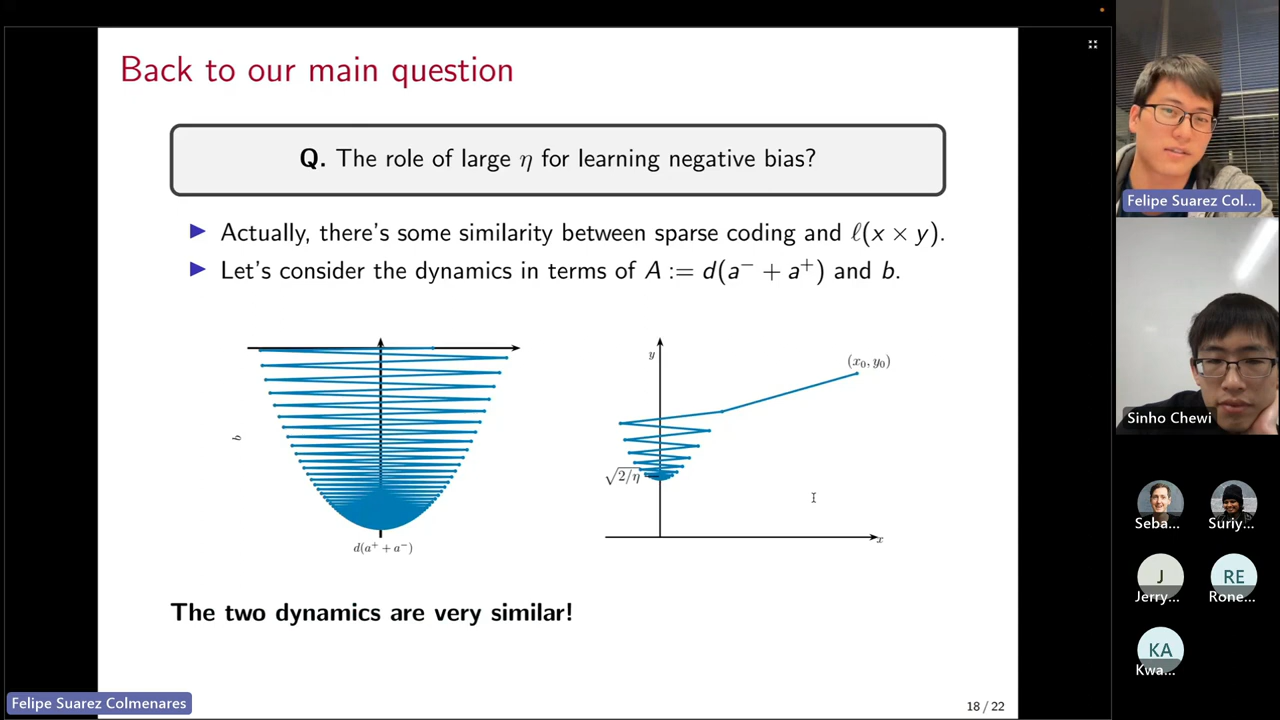 Back to our main question
Q. The role of large η for learning negative bias?
▶ Actually, there's some similarity between sparse coding and ℓ(x × y).
▶ Let's consider the dynamics in terms of A := d(a⁻ + a⁺) and b.
b
d(a⁺ + a⁻)
y
(x₀, y₀)
√2/η
x
The two dynamics are very similar!
18 / 22
Felipe Suarez Colmenares
Felipe Suarez Col...
Sinho Chewi
Seba...
Suriy...
J
Jerry...
RE
Rone...
KA
Kwa...